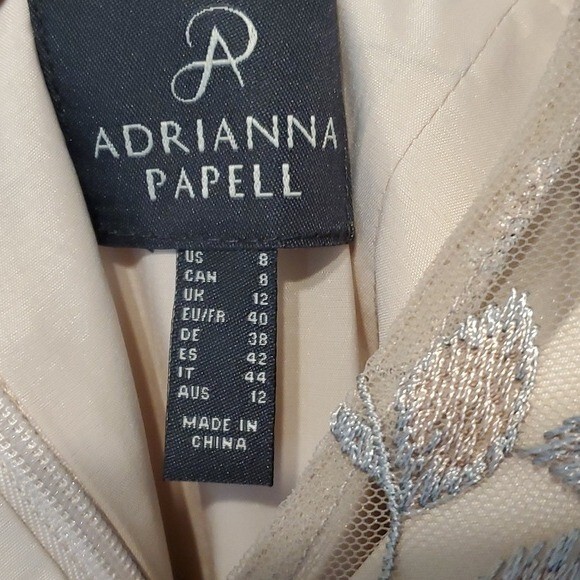 AP
ADRIANNA
PAPELL
US 8
CAN 8
UK 12
EU/FR 40
DE 38
ES 42
IT 44
AUS 12
MADE IN
CHINA